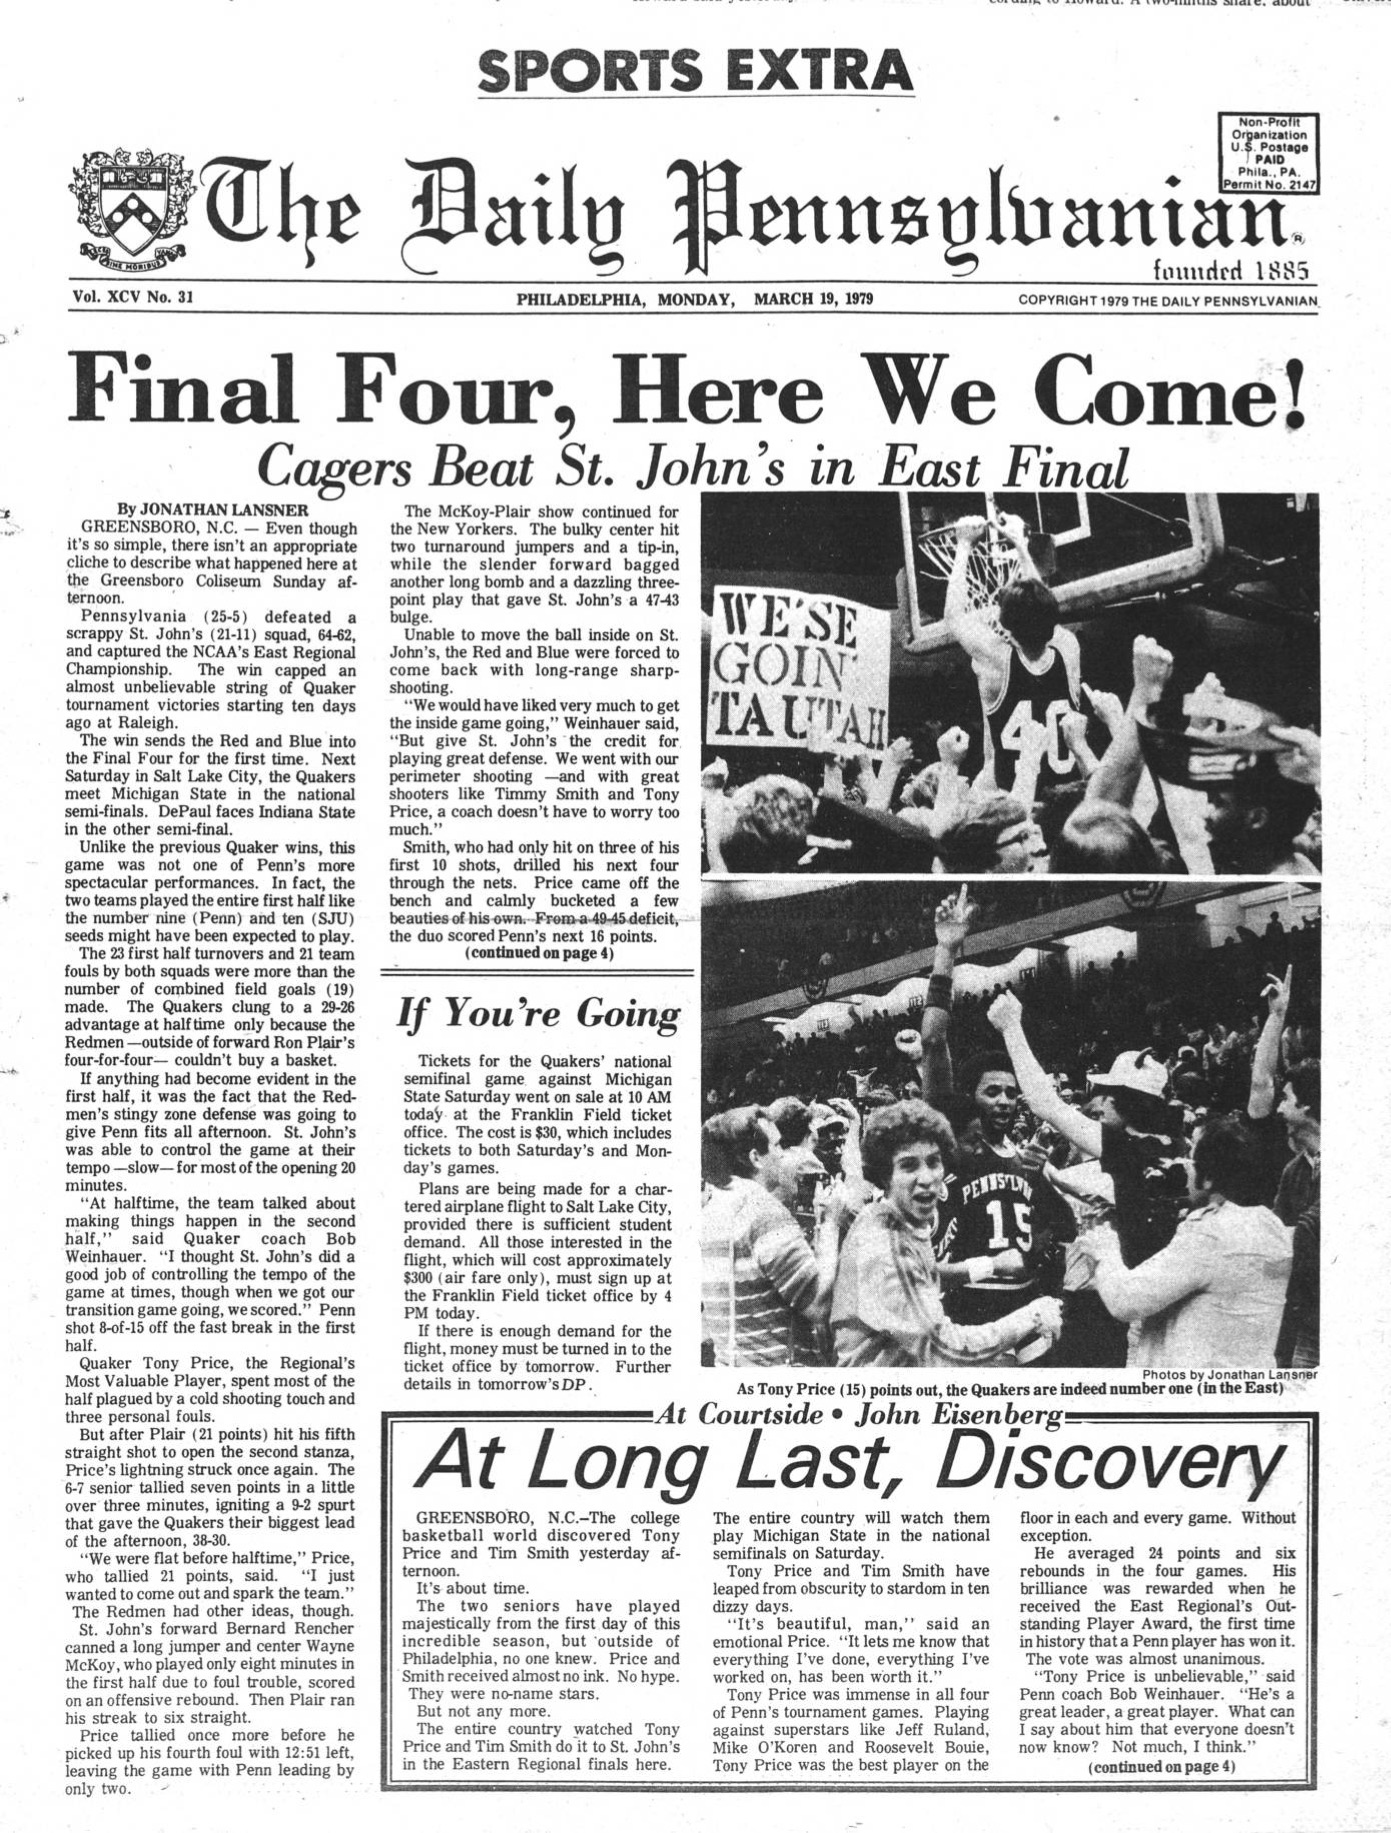 SPORTS EXTRA
Non-Profit
Organization
U.S. Postage
PAID
Phila., PA.
Permit No. 2147
The Daily Pennsylvanian
founded 1885
Vol. XCV No. 31
PHILADELPHIA, MONDAY, MARCH 19, 1979
COPYRIGHT 1979 THE DAILY PENNSYLVANIAN
Final Four, Here We Come!
Cagers Beat St. John's in East Final
By JONATHAN LANSNER
GREENSBORO, N.C. — Even though
it's so simple, there isn't an appropriate
cliche to describe what happened here at
the Greensboro Coliseum Sunday af-
ternoon.
Pennsylvania (25-5) defeated a
scrappy St. John's (21-11) squad, 64-62,
and captured the NCAA's East Regional
Championship. The win capped an
almost unbelievable string of Quaker
tournament victories starting ten days
ago at Raleigh.
The win sends the Red and Blue into
the Final Four for the first time. Next
Saturday in Salt Lake City, the Quakers
meet Michigan State in the national
semi-finals. DePaul faces Indiana State
in the other semi-final.
Unlike the previous Quaker wins, this
game was not one of Penn's more
spectacular performances. In fact, the
two teams played the entire first half like
the number nine (Penn) and ten (SJU)
seeds might have been expected to play.
The 23 first half turnovers and 21 team
fouls by both squads were more than the
number of combined field goals (19)
made. The Quakers clung to a 29-26
advantage at halftime only because the
Redmen —outside of forward Ron Plair's
four-for-four— couldn't buy a basket.
If anything had become evident in the
first half, it was the fact that the Red-
men's stingy zone defense was going to
give Penn fits all afternoon. St. John's
was able to control the game at their
tempo —slow— for most of the opening 20
minutes.
"At halftime, the team talked about
making things happen in the second
half," said Quaker coach Bob
Weinhauer. "I thought St. John's did a
good job of controlling the tempo of the
game at times, though when we got our
transition game going, we scored." Penn
shot 8-of-15 off the fast break in the first
half.
Quaker Tony Price, the Regional's
Most Valuable Player, spent most of the
half plagued by a cold shooting touch and
three personal fouls.
But after Plair (21 points) hit his fifth
straight shot to open the second stanza,
Price's lightning struck once again. The
6-7 senior tallied seven points in a little
over three minutes, igniting a 9-2 spurt
that gave the Quakers their biggest lead
of the afternoon, 38-30.
"We were flat before halftime," Price,
who tallied 21 points, said. "I just
wanted to come out and spark the team."
The Redmen had other ideas, though.
St. John's forward Bernard Rencher
canned a long jumper and center Wayne
McKoy, who played only eight minutes in
the first half due to foul trouble, scored
on an offensive rebound. Then Plair ran
his streak to six straight.
Price tallied once more before he
picked up his fourth foul with 12:51 left,
leaving the game with Penn leading by
only two.
The McKoy-Plair show continued for
the New Yorkers. The bulky center hit
two turnaround jumpers and a tip-in,
while the slender forward bagged
another long bomb and a dazzling three-
point play that gave St. John's a 47-43
bulge.
Unable to move the ball inside on St.
John's, the Red and Blue were forced to
come back with long-range sharp-
shooting.
"We would have liked very much to get
the inside game going," Weinhauer said,
"But give St. John's the credit for
playing great defense. We went with our
perimeter shooting —and with great
shooters like Timmy Smith and Tony
Price, a coach doesn't have to worry too
much."
Smith, who had only hit on three of his
first 10 shots, drilled his next four
through the nets. Price came off the
bench and calmly bucketed a few
beauties of his own. From a 49-45 deficit,
the duo scored Penn's next 16 points.
(continued on page 4)
If You're Going
Tickets for the Quakers' national
semifinal game against Michigan
State Saturday went on sale at 10 AM
today at the Franklin Field ticket
office. The cost is $30, which includes
tickets to both Saturday's and Mon-
day's games.
Plans are being made for a char-
tered airplane flight to Salt Lake City,
provided there is sufficient student
demand. All those interested in the
flight, which will cost approximately
$300 (air fare only), must sign up at
the Franklin Field ticket office by 4
PM today.
If there is enough demand for the
flight, money must be turned in to the
ticket office by tomorrow. Further
details in tomorrow's DP.
WE'SE
GOIN'
TA UTAH
40
PENNSYLVN
15
Photos by Jonathan Lansner
As Tony Price (15) points out, the Quakers are indeed number one (in the East)
At Courtside • John Eisenberg
At Long Last, Discovery
GREENSBORO, N.C.—The college
basketball world discovered Tony
Price and Tim Smith yesterday af-
ternoon.
It's about time.
The two seniors have played
majestically from the first day of this
incredible season, but outside of
Philadelphia, no one knew. Price and
Smith received almost no ink. No hype.
They were no-name stars.
But not any more.
The entire country watched Tony
Price and Tim Smith do it to St. John's
in the Eastern Regional finals here.
The entire country will watch them
play Michigan State in the national
semifinals on Saturday.
Tony Price and Tim Smith have
leaped from obscurity to stardom in ten
dizzy days.
"It's beautiful, man," said an
emotional Price. "It lets me know that
everything I've done, everything I've
worked on, has been worth it."
Tony Price was immense in all four
of Penn's tournament games. Playing
against superstars like Jeff Ruland,
Mike O'Koren and Roosevelt Bouie,
Tony Price was the best player on the
floor in each and every game. Without
exception.
He averaged 24 points and six
rebounds in the four games. His
brilliance was rewarded when he
received the East Regional's Out-
standing Player Award, the first time
in history that a Penn player has won it.
The vote was almost unanimous.
"Tony Price is unbelievable," said
Penn coach Bob Weinhauer. "He's a
great leader, a great player. What can
I say about him that everyone doesn't
now know? Not much, I think."
(continued on page 4)